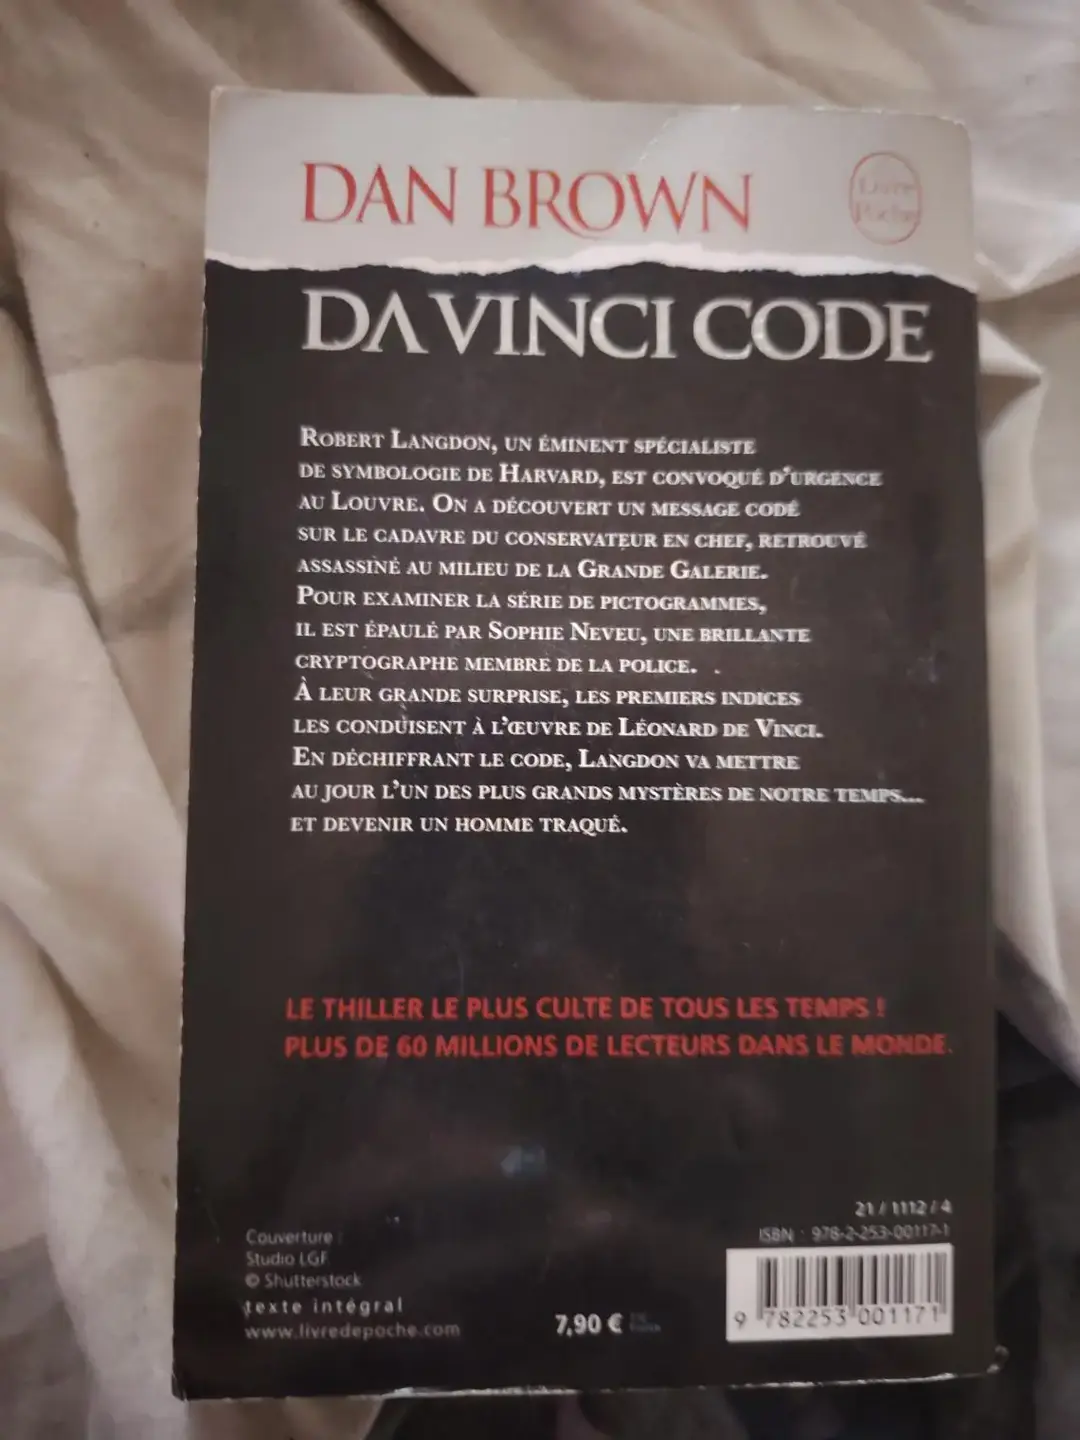 DAN BROWN
Livre
Poche
DA VINCI CODE
ROBERT LANGDON, UN ÉMINENT SPÉCIALISTE
DE SYMBOLOGIE DE HARVARD, EST CONVOQUÉ D'URGENCE
AU LOUVRE. ON A DÉCOUVERT UN MESSAGE CODÉ
SUR LE CADAVRE DU CONSERVATEUR EN CHEF, RETROUVÉ
ASSASSINÉ AU MILIEU DE LA GRANDE GALERIE.
POUR EXAMINER LA SÉRIE DE PICTOGRAMMES,
IL EST ÉPAULÉ PAR SOPHIE NEVEU, UNE BRILLANTE
CRYPTOGRAPHE MEMBRE DE LA POLICE.
À LEUR GRANDE SURPRISE, LES PREMIERS INDICES
LES CONDUISENT À L'ŒUVRE DE LÉONARD DE VINCI.
EN DÉCHIFFRANT LE CODE, LANGDON VA METTRE
AU JOUR L'UN DES PLUS GRANDS MYSTÈRES DE NOTRE TEMPS...
ET DEVENIR UN HOMME TRAQUÉ.
LE THILLER LE PLUS CULTE DE TOUS LES TEMPS !
PLUS DE 60 MILLIONS DE LECTEURS DANS LE MONDE.
Couverture :
Studio LGF
© Shutterstock
texte intégral
www.livredepoche.com
7,90 €
21 / 1112 / 4
ISBN : 978-2-253-00117-1
9 782253 001171